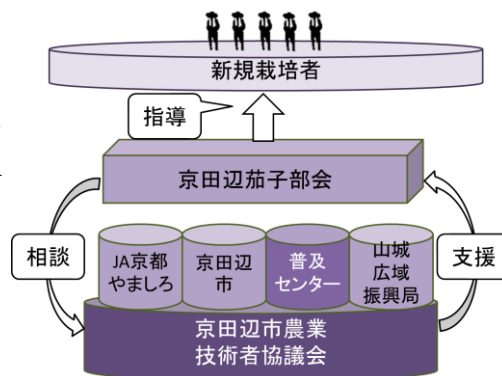 新規栽培者
指導
京田辺茄子部会
相談
支援
JA京都
やましろ
京田辺
市
普及
センター
山城
広域
振興局
京田辺市農業
技術者協議会